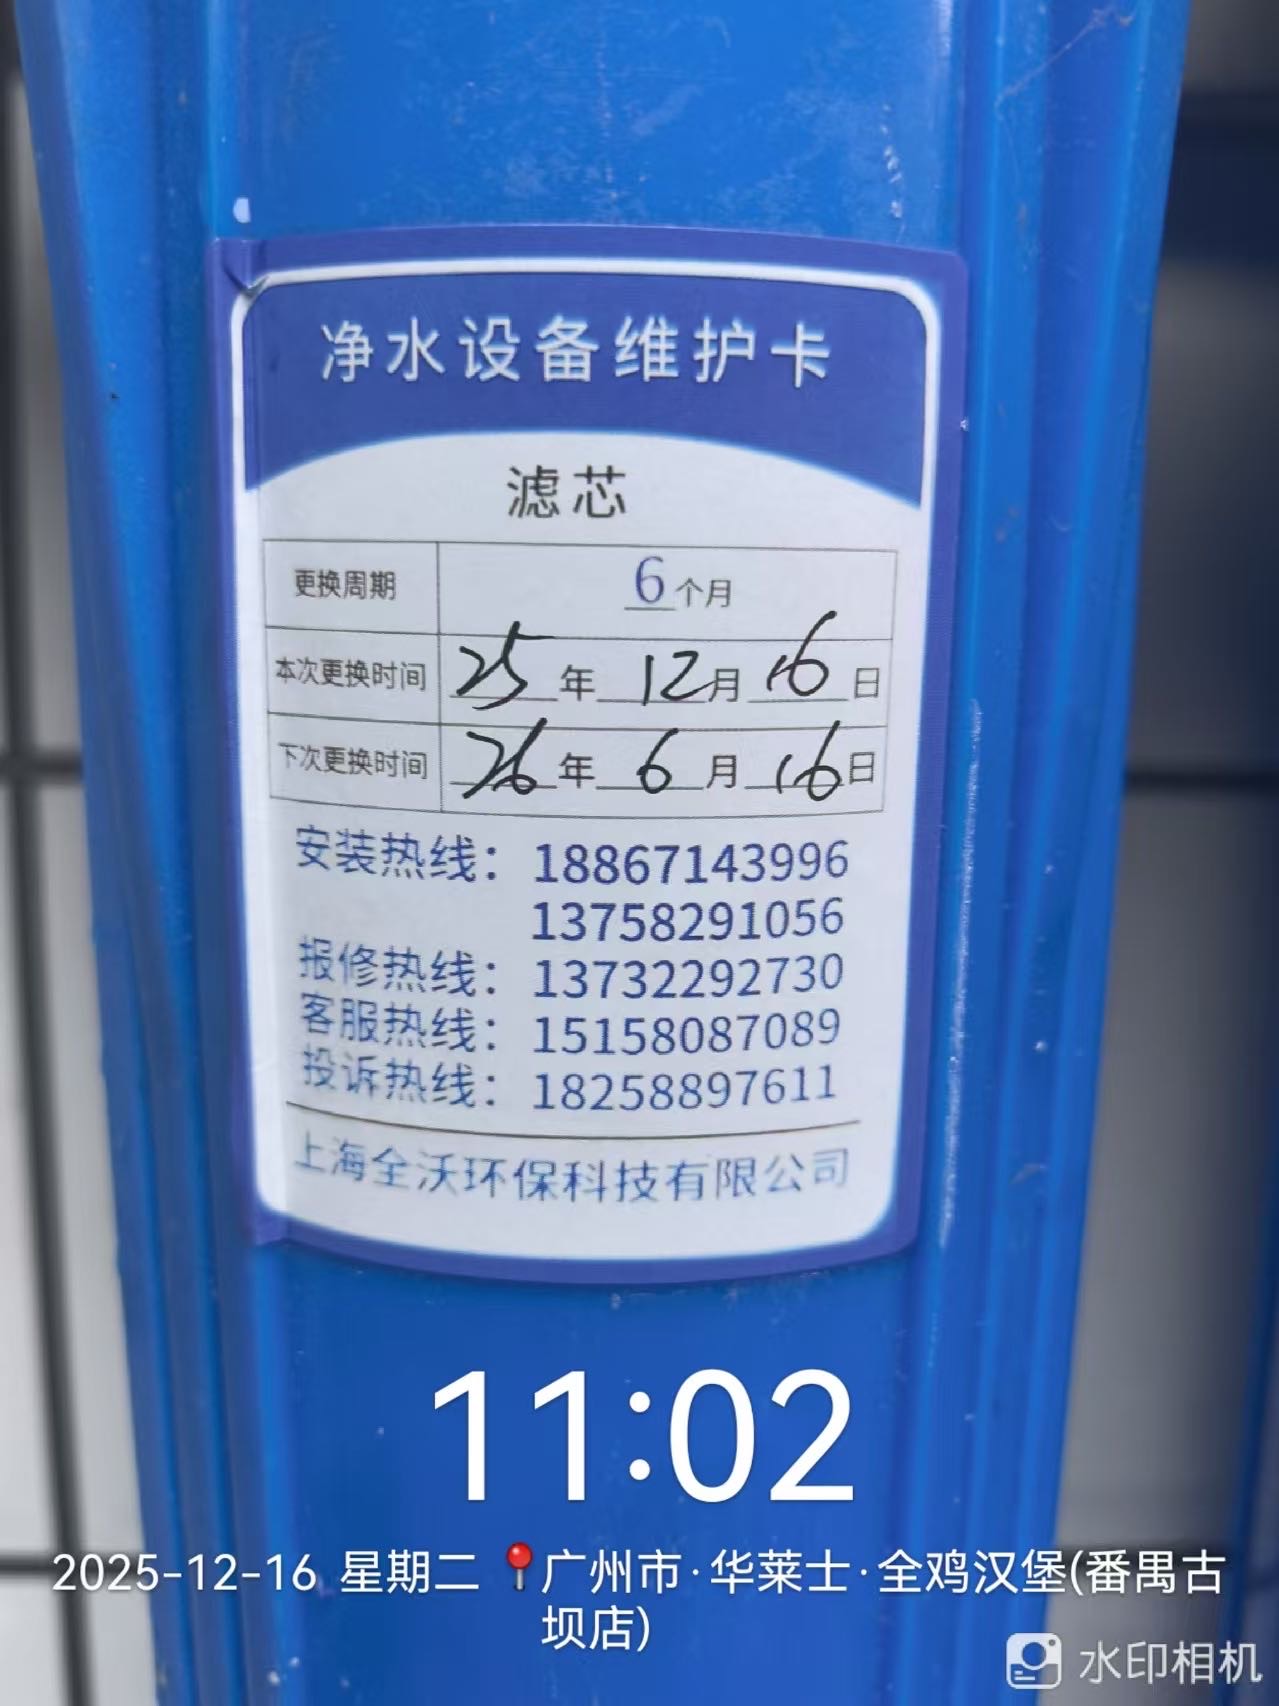 净水设备维护卡
滤芯
更换周期 6个月
本次更换时间 25年12月16日
下次更换时间 26年6月16日
安装热线：18867143996
13758291056
报修热线：13732292730
客服热线：15158087089
投诉热线：18258897611
上海全沃环保科技有限公司
11:02
2025-12-16 星期二 📍广州市·华莱士·全鸡汉堡(番禺古
坝店)
水印相机